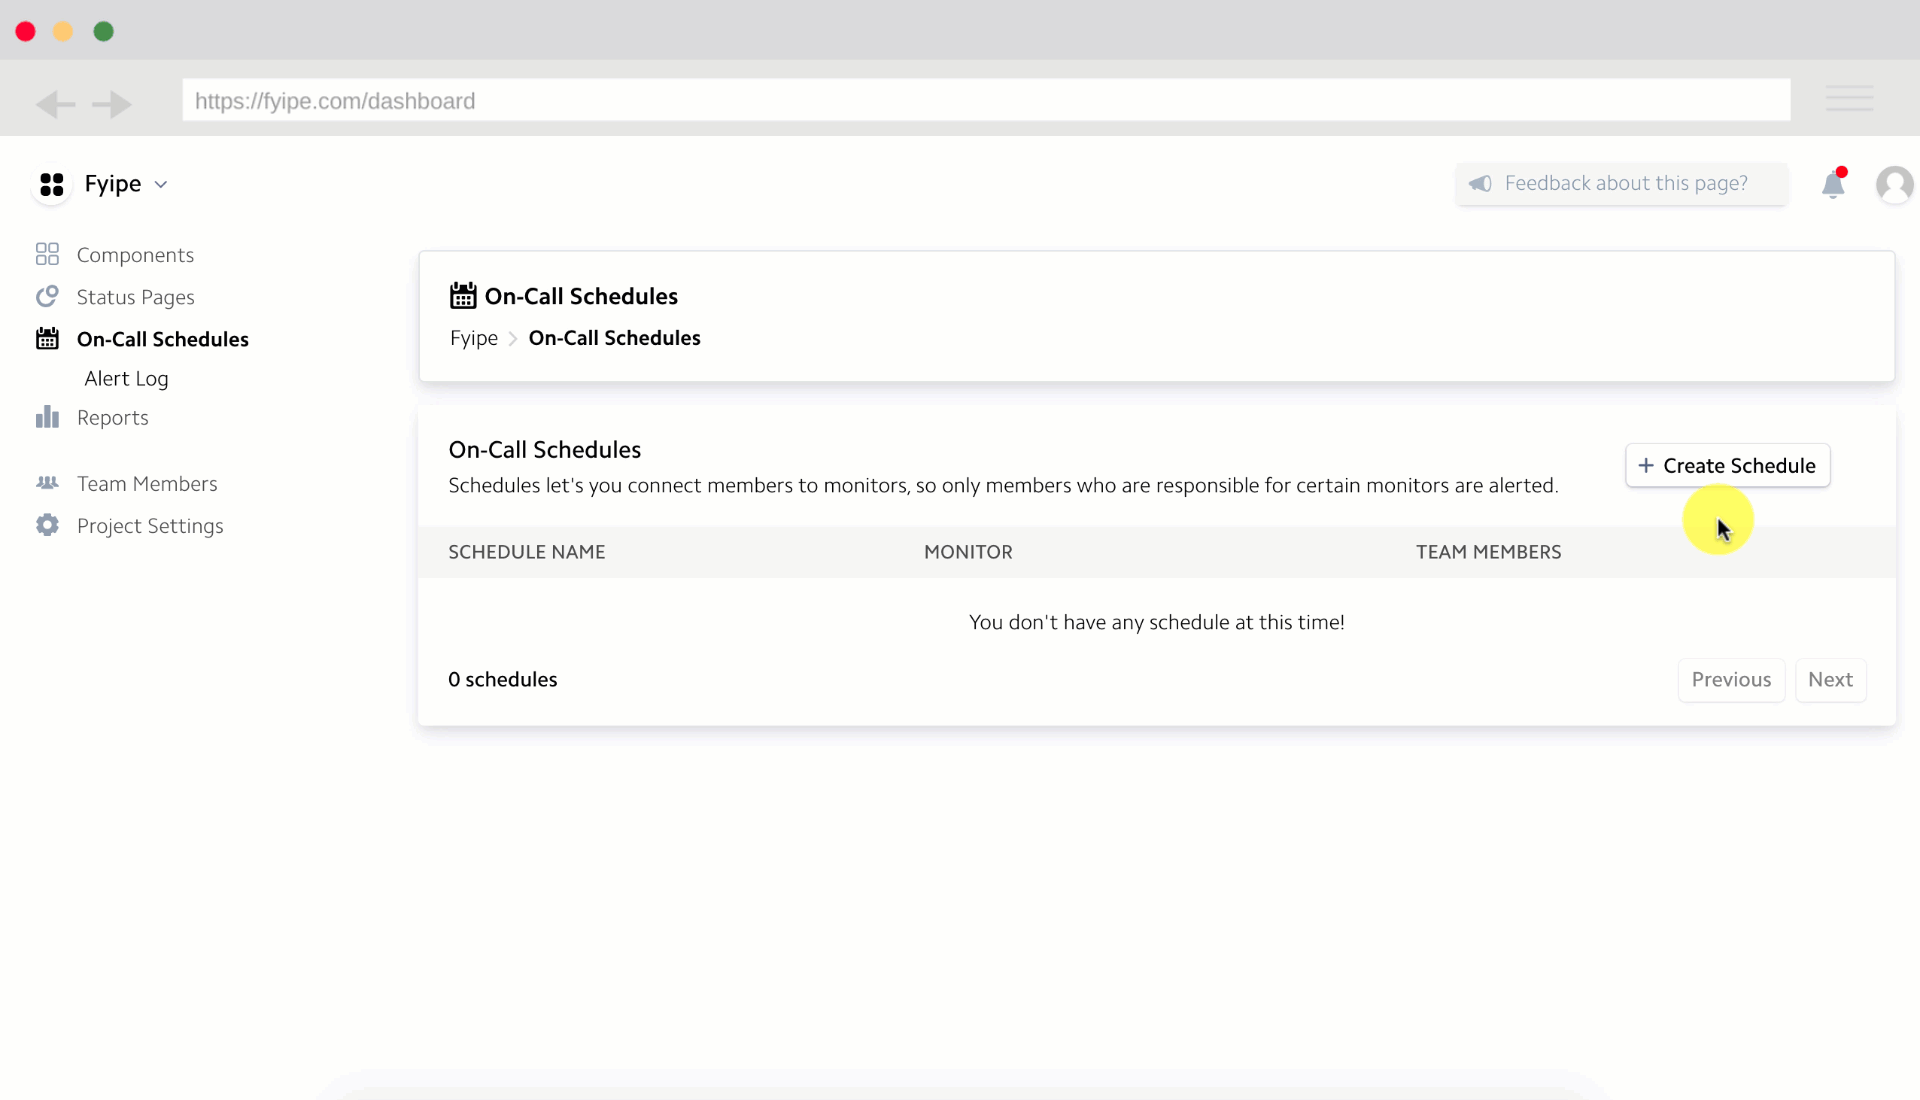 https://fyipe.com/dashboard
Fyipe
Feedback about this page?
Components
Status Pages
On-Call Schedules
Alert Log
Reports
Team Members
Project Settings
On-Call Schedules
Fyipe > On-Call Schedules
On-Call Schedules
Schedules let's you connect members to monitors, so only members who are responsible for certain monitors are alerted.
+ Create Schedule
SCHEDULE NAME MONITOR TEAM MEMBERS
You don't have any schedule at this time!
0 schedules
Previous Next